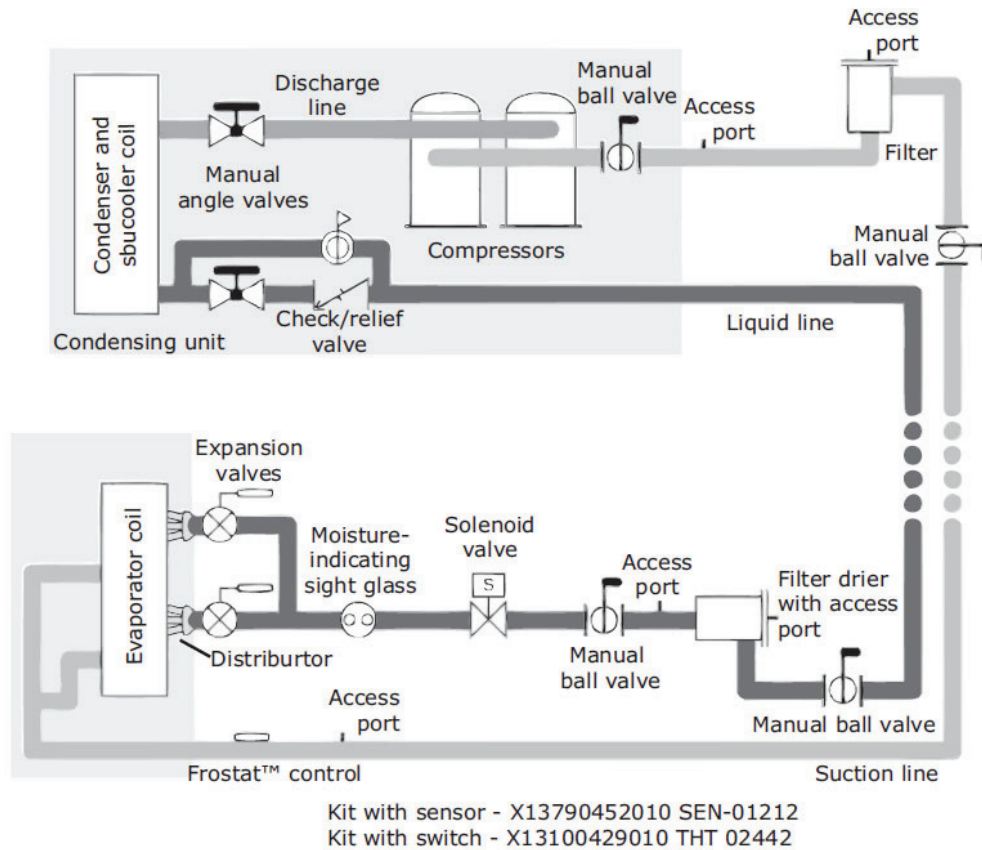 Access
port
Discharge
line
Manual
ball valve
Access
port
Condenser and
sbucooler coil
Manual
angle valves
Compressors
Filter
Manual
ball valve
Check/relief
valve
Condensing unit
Liquid line
Expansion
valves
Evaporator coil
Moisture-
indicating
sight glass
Solenoid
valve
S
Access
port
Filter drier
with access
port
Distriburtor
Manual
ball valve
Access
port
Manual ball valve
Frostat™ control
Suction line
Kit with sensor - X13790452010 SEN-01212
Kit with switch - X13100429010 THT 02442